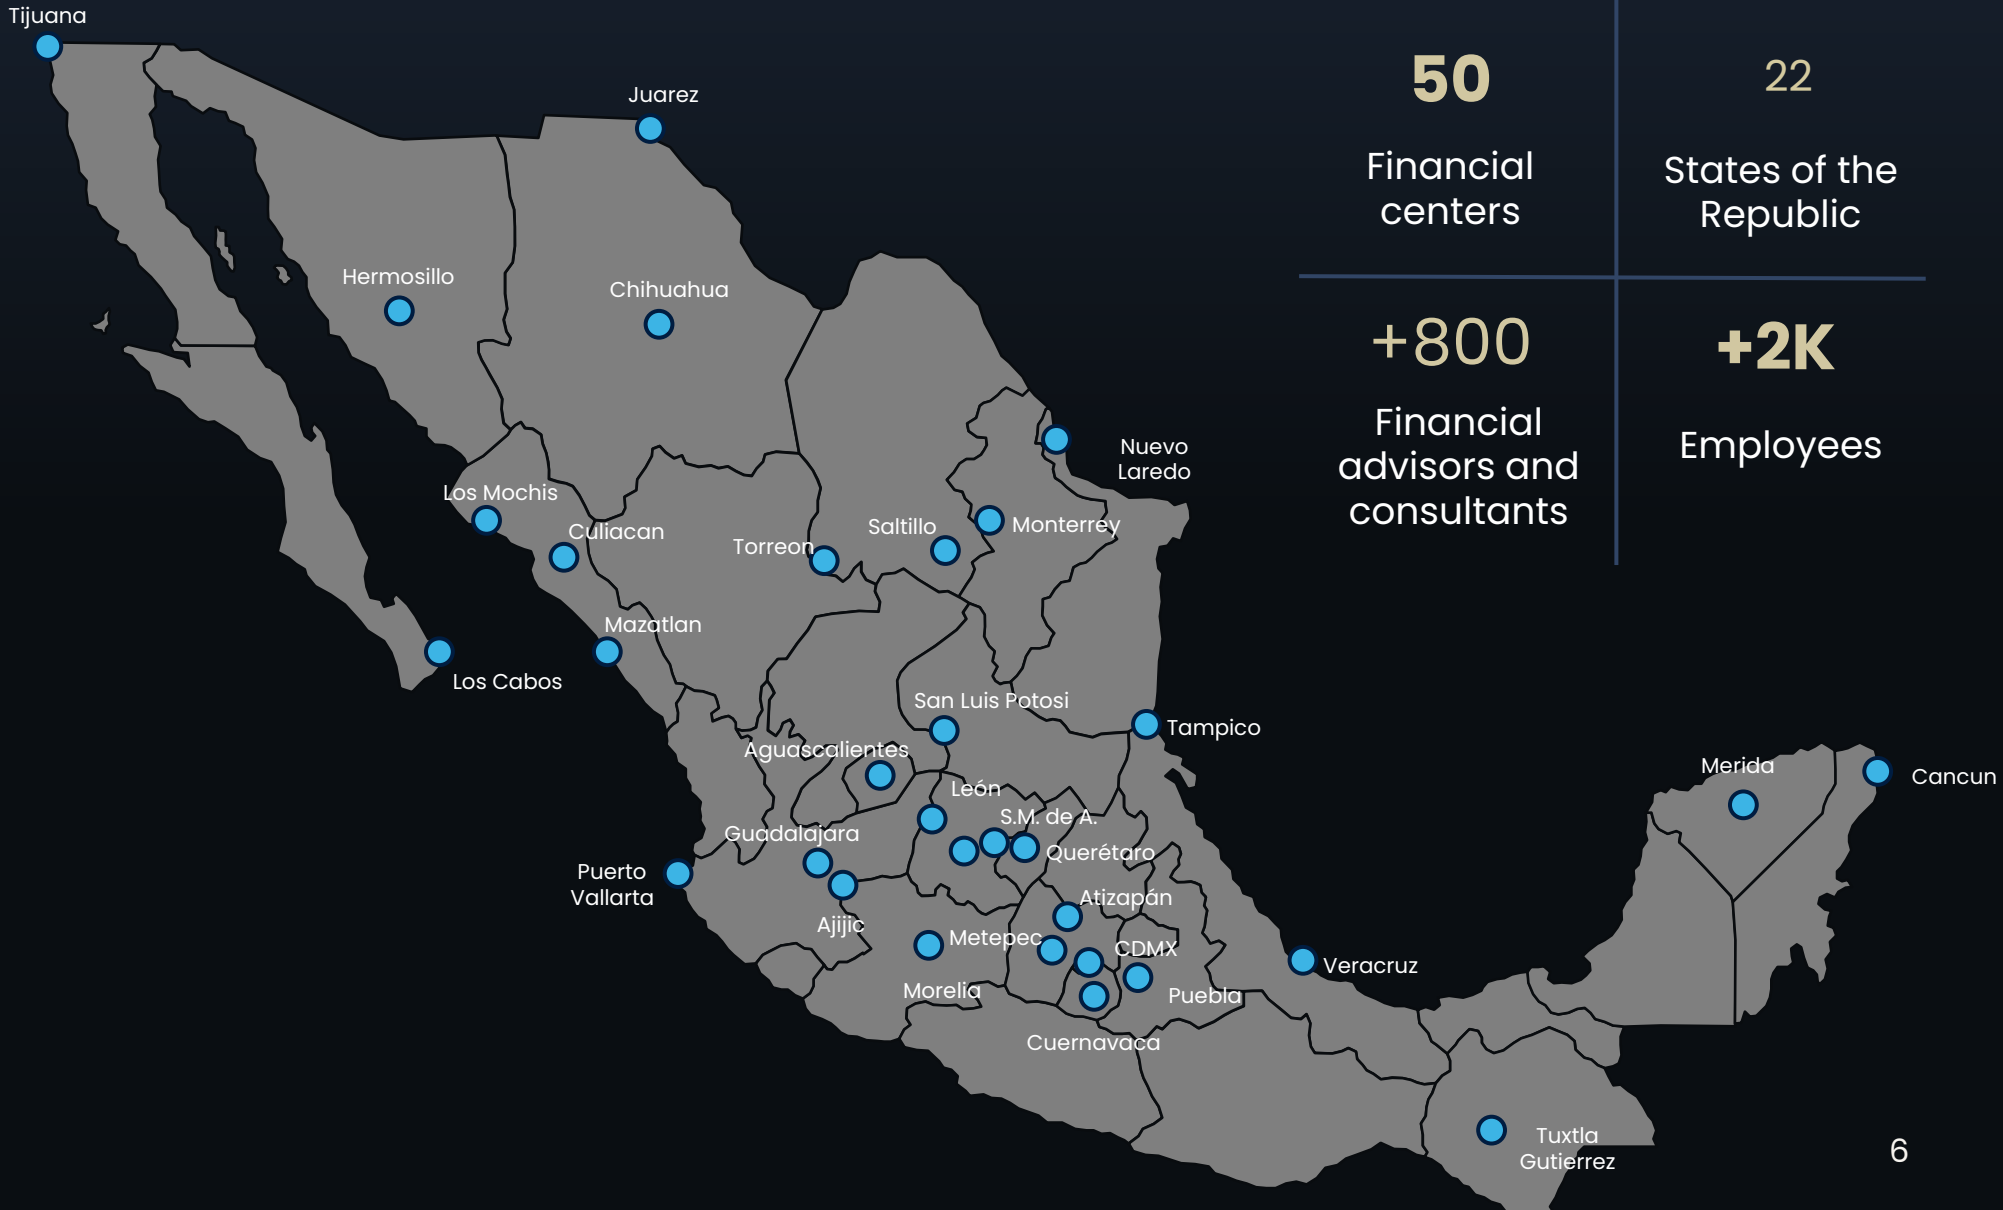 Tijuana
Juarez
Hermosillo
Chihuahua
Nuevo
Laredo
Los Mochis
Culiacan
Torreon
Saltillo
Monterrey
Mazatlan
Los Cabos
San Luis Potosi
Tampico
Aguascalientes
León
S.M. de A.
Guadalajara
Querétaro
Puerto
Vallarta
Ajijic
Atizapán
Metepec
CDMX
Morelia
Puebla
Cuernavaca
Veracruz
Merida
Cancun
Tuxtla
Gutierrez
50
Financial
centers
22
States of the
Republic
+800
Financial
advisors and
consultants
+2K
Employees
6